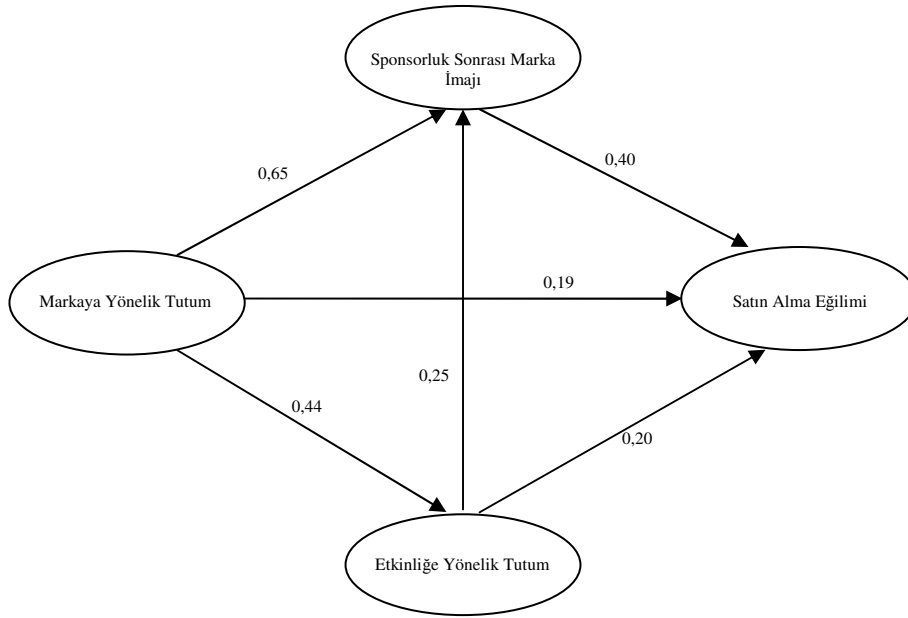 Sponsorluk Sonrası Marka
İmajı
0,65
0,40
Markaya Yönelik Tutum
0,19
Satın Alma Eğilimi
0,25
0,44
0,20
Etkinliğe Yönelik Tutum